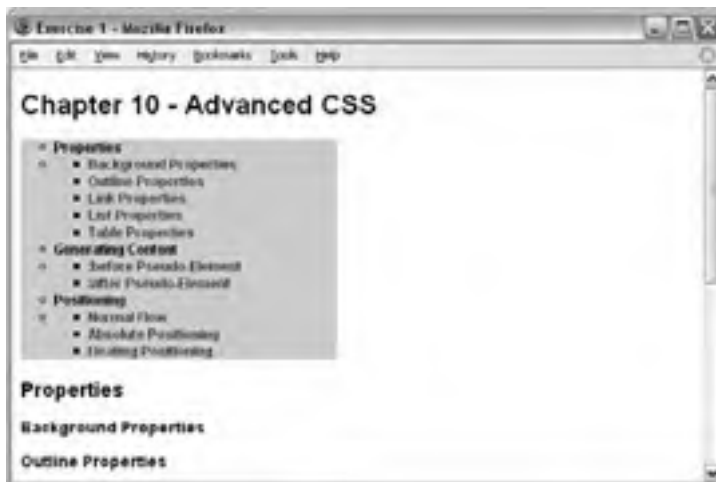 Exercise 1 - Mozilla Firefox
File Edit View History Bookmarks Tools Help
Chapter 10 - Advanced CSS
Properties
Background Properties
Outline Properties
Link Properties
List Properties
Table Properties
Generating Content
:before Pseudo-Element
:after Pseudo-Element
Positioning
Normal Flow
Absolute Positioning
Floating Positioning
Properties
Background Properties
Outline Properties